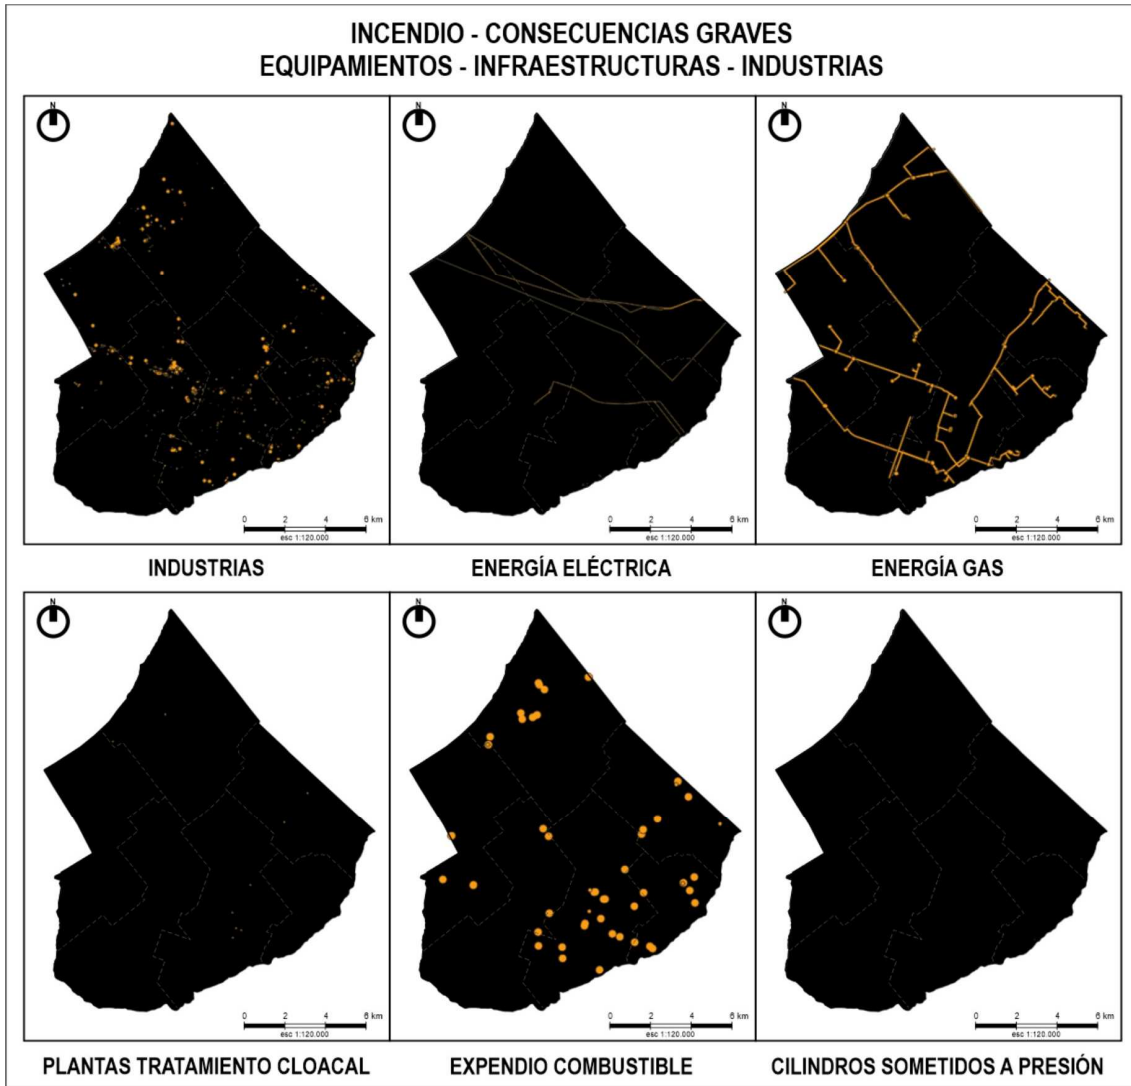 INCENDIO - CONSECUENCIAS GRAVES
EQUIPAMIENTOS - INFRAESTRUCTURAS - INDUSTRIAS
N
N
N
0 2 4 6 km
esc 1:120.000
0 2 4 6 km
esc 1:120.000
0 2 4 6 km
esc 1:120.000
INDUSTRIAS
ENERGÍA ELÉCTRICA
ENERGÍA GAS
N
N
N
0 2 4 6 km
esc 1:120.000
0 2 4 6 km
esc 1:120.000
0 2 4 6 km
esc 1:120.000
PLANTAS TRATAMIENTO CLOACAL
EXPENDIO COMBUSTIBLE
CILINDROS SOMETIDOS A PRESIÓN